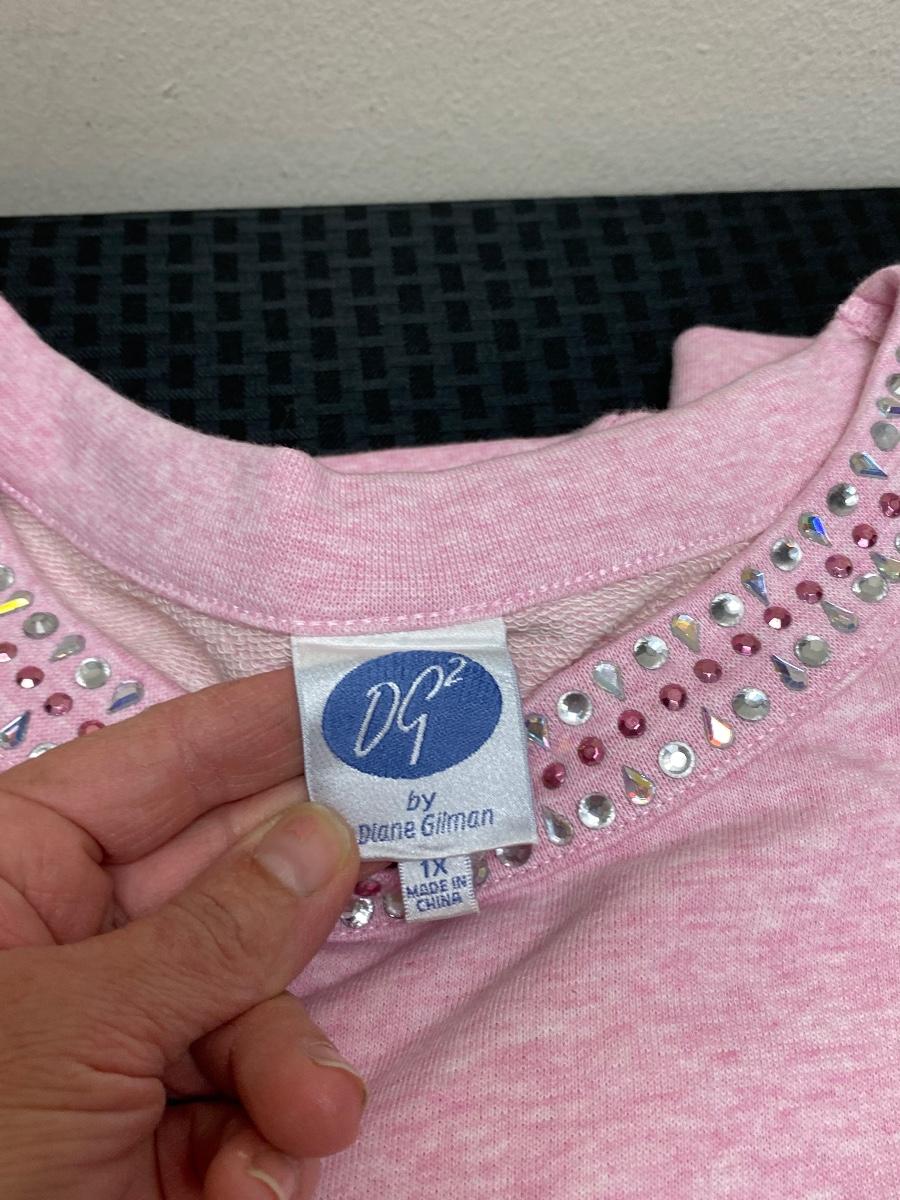 DG²
by
Diane Gilman
1X
MADE IN
CHINA